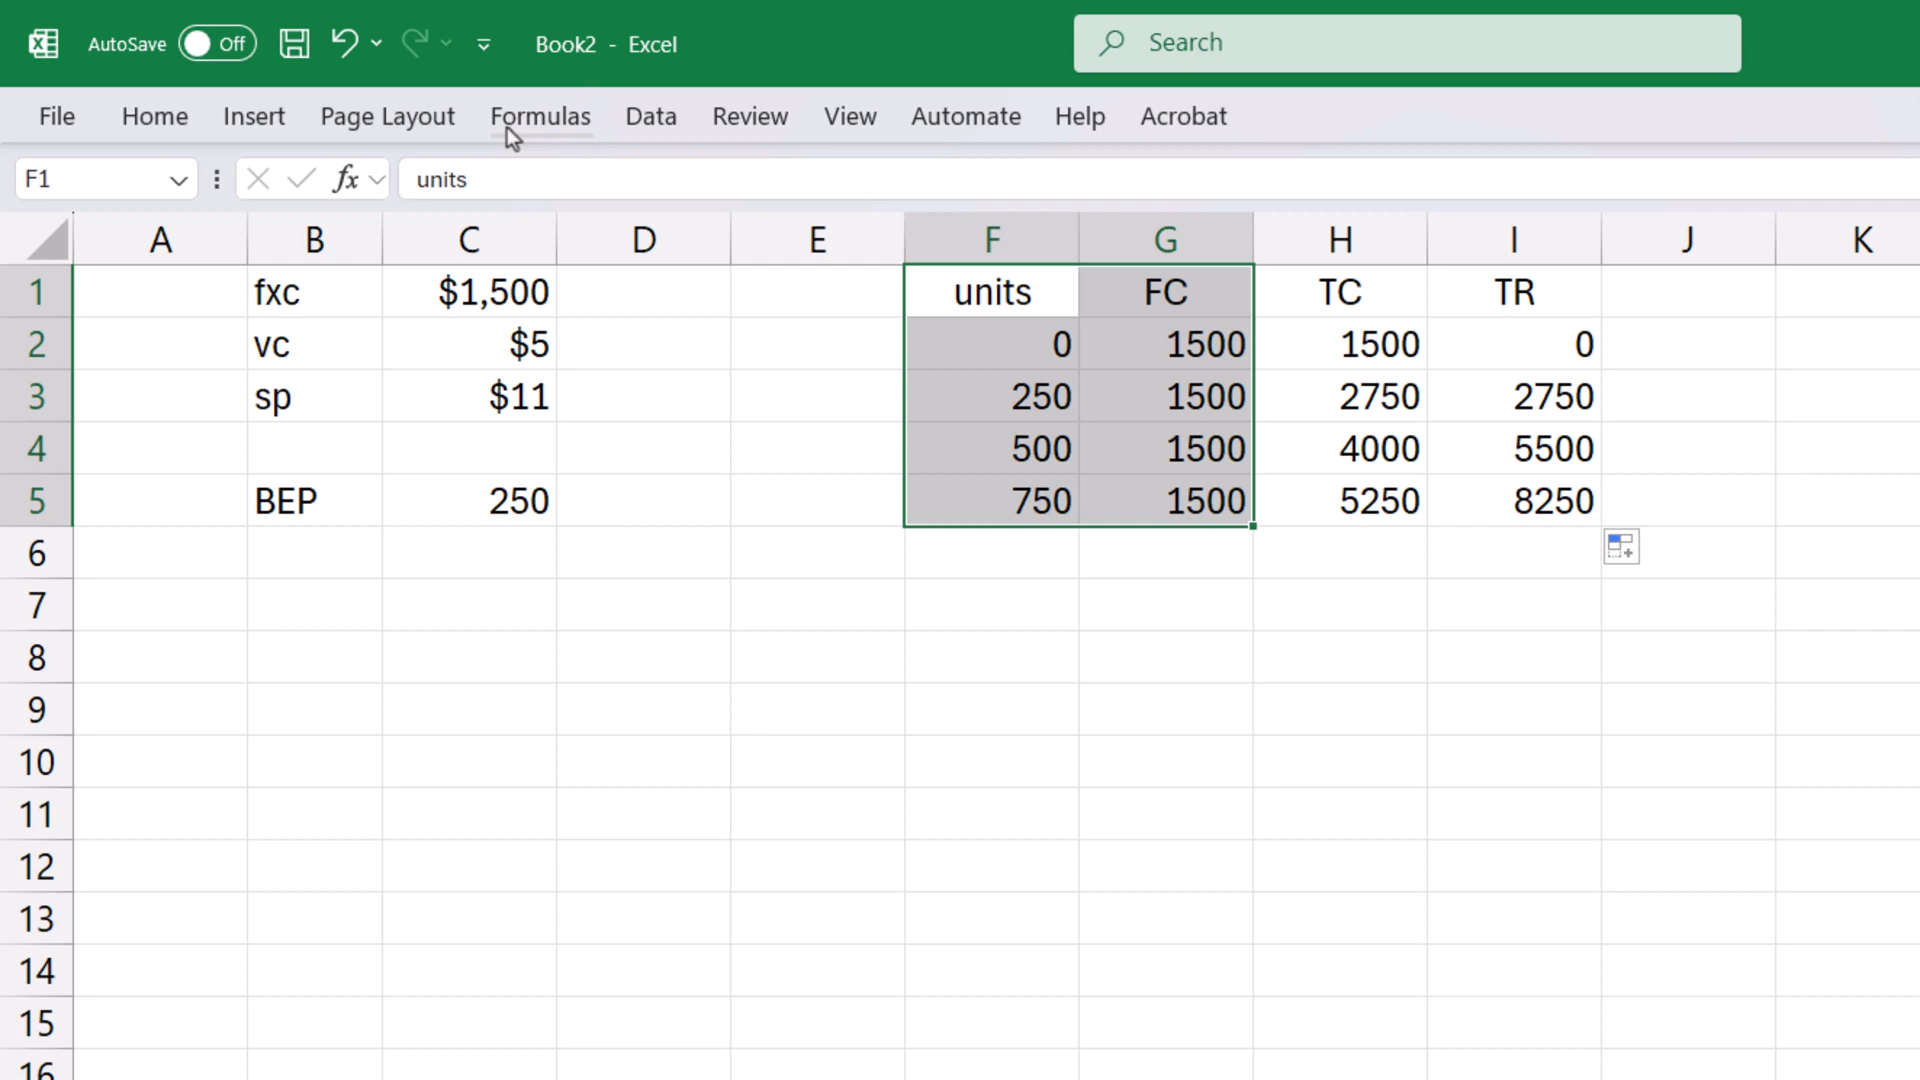 AutoSave Off Book2 - Excel Search
File Home Insert Page Layout Formulas Data Review View Automate Help Acrobat
F1 fx units
A B C D E F G H I J K
1 fxc $1,500 units FC TC TR
2 vc $5 0 1500 1500 0
3 sp $11 250 1500 2750 2750
4 500 1500 4000 5500
5 BEP 250 750 1500 5250 8250
6
7
8
9
10
11
12
13
14
15
16